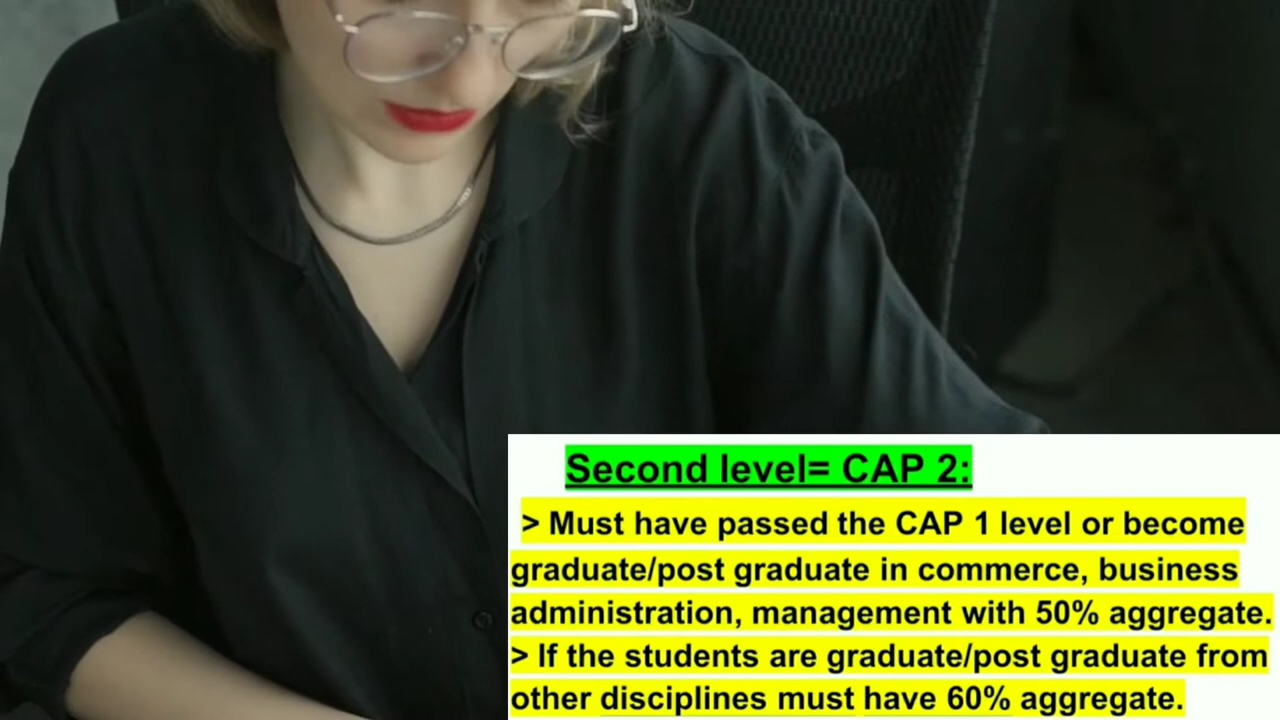 Second level= CAP 2:
> Must have passed the CAP 1 level or become
graduate/post graduate in commerce, business
administration, management with 50% aggregate.
> If the students are graduate/post graduate from
other disciplines must have 60% aggregate.